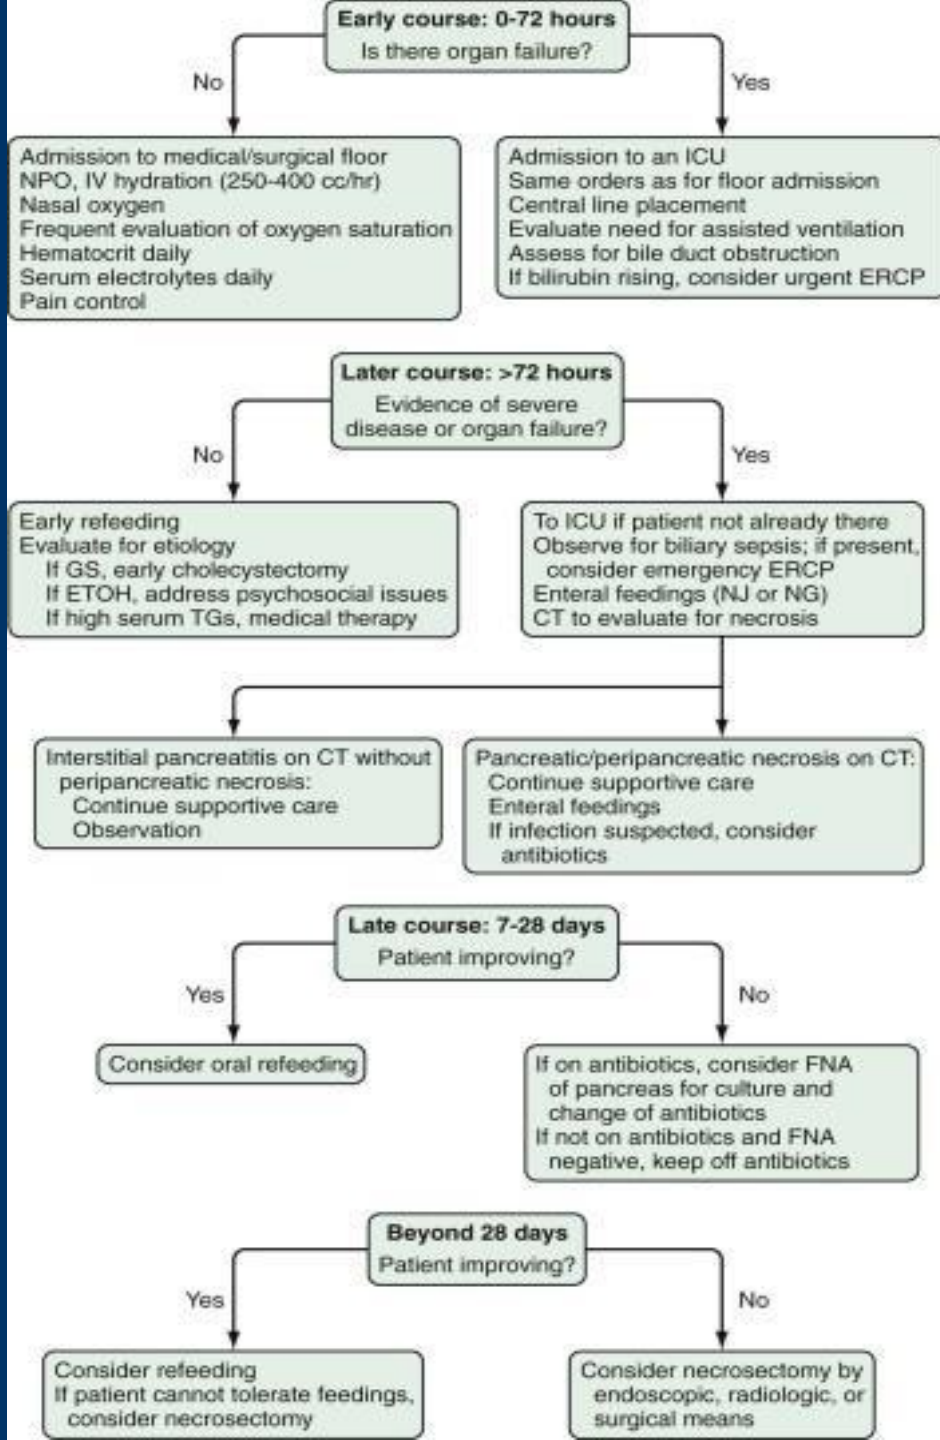 Early course: 0-72 hours
Is there organ failure?
No
Yes
Admission to medical/surgical floor
NPO, IV hydration (250-400 cc/hr)
Nasal oxygen
Frequent evaluation of oxygen saturation
Hematocrit daily
Serum electrolytes daily
Pain control
Admission to an ICU
Same orders as for floor admission
Central line placement
Evaluate need for assisted ventilation
Assess for bile duct obstruction
If bilirubin rising, consider urgent ERCP
Later course: >72 hours
Evidence of severe
disease or organ failure?
No
Yes
Early refeeding
Evaluate for etiology
If GS, early cholecystectomy
If ETOH, address psychosocial issues
If high serum TGs, medical therapy
To ICU if patient not already there
Observe for biliary sepsis; if present,
consider emergency ERCP
Enteral feedings (NJ or NG)
CT to evaluate for necrosis
Interstitial pancreatitis on CT without
peripancreatic necrosis:
Continue supportive care
Observation
Pancreatic/peripancreatic necrosis on CT:
Continue supportive care
Enteral feedings
If infection suspected, consider
antibiotics
Late course: 7-28 days
Patient improving?
Yes
No
Consider oral refeeding
If on antibiotics, consider FNA
of pancreas for culture and
change of antibiotics
If not on antibiotics and FNA
negative, keep off antibiotics
Beyond 28 days
Patient improving?
Yes
No
Consider refeeding
If patient cannot tolerate feedings,
consider necrosectomy
Consider necrosectomy by
endoscopic, radiologic, or
surgical means